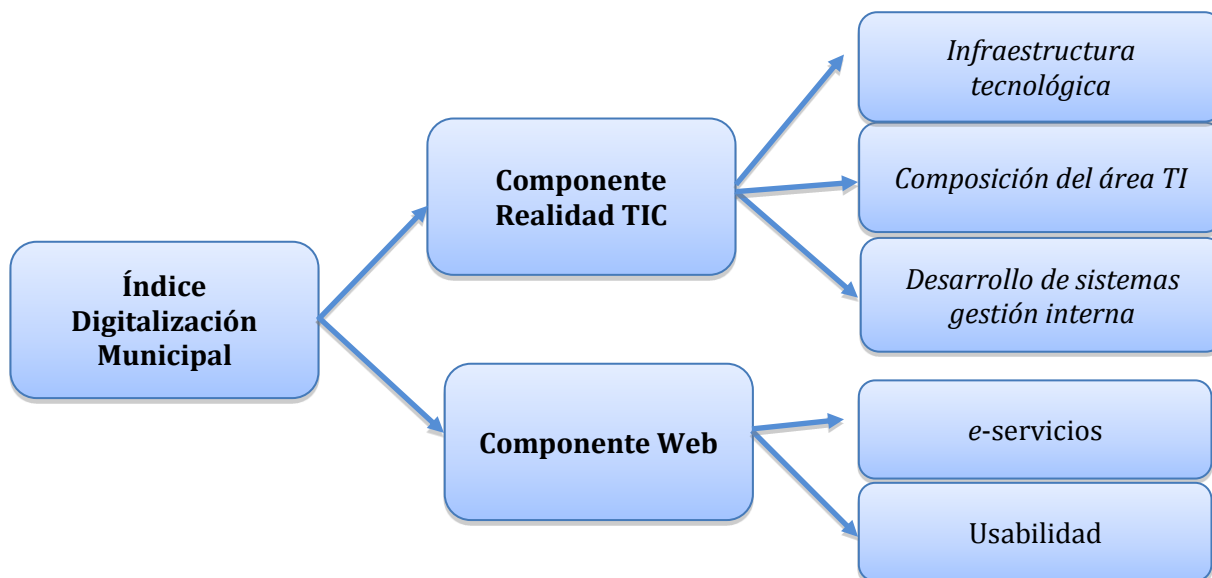 Índice
Digitalización
Municipal
Componente
Realidad TIC
Infraestructura
tecnológica
Composición del área TI
Desarrollo de sistemas
gestión interna
Componente Web
e-servicios
Usabilidad